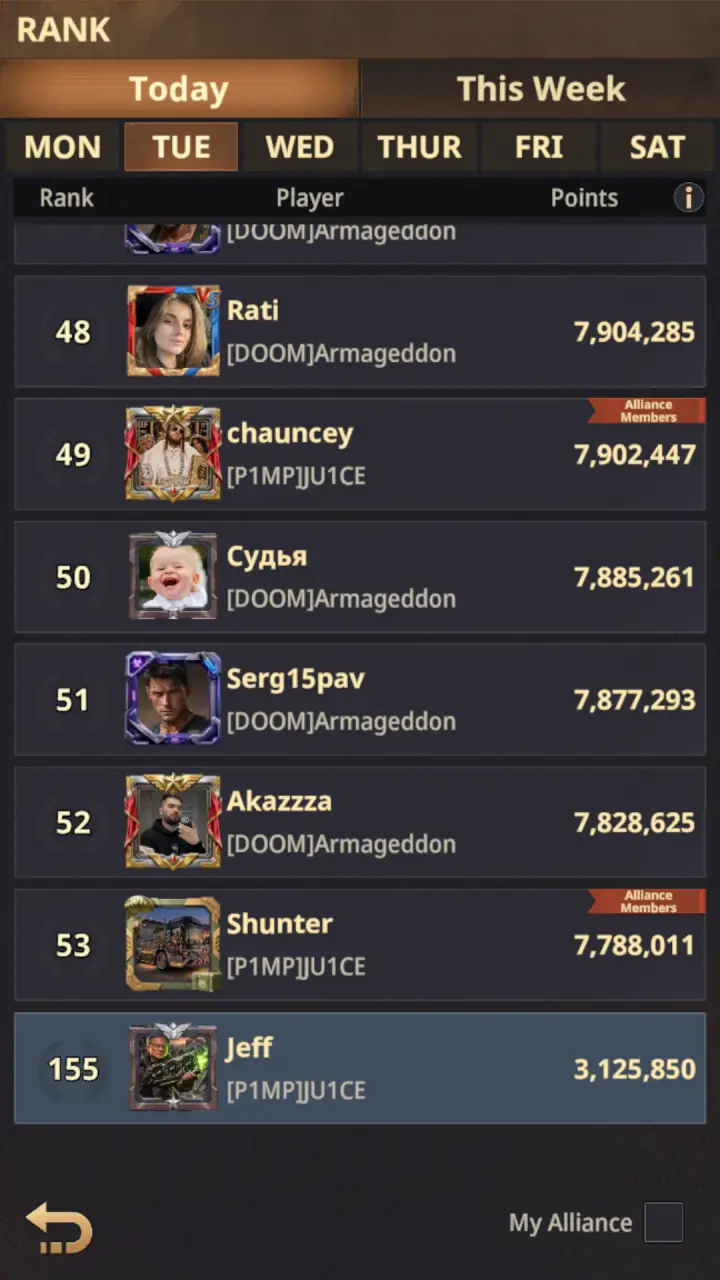 RANK
Today
This Week
MON
TUE
WED
THUR
FRI
SAT
Rank
Player
Points
i
[DOOM]Armageddon
48
VS
Rati
[DOOM]Armageddon
7,904,285
Alliance
Members
49
chauncey
[P1MP]JU1CE
7,902,447
50
Судья
[DOOM]Armageddon
7,885,261
51
Serg15pav
[DOOM]Armageddon
7,877,293
52
Akazzza
[DOOM]Armageddon
7,828,625
Alliance
Members
53
Shunter
[P1MP]JU1CE
7,788,011
155
Jeff
[P1MP]JU1CE
3,125,850
My Alliance